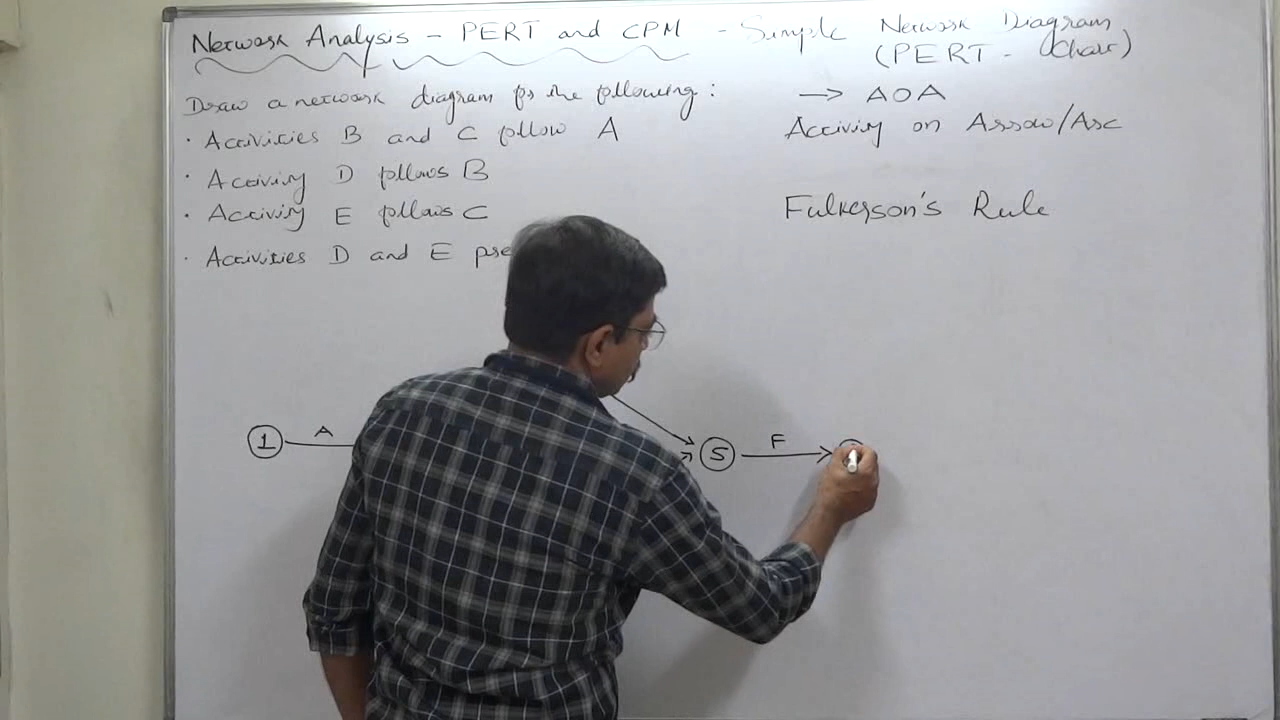 Network Analysis - PERT and CPM - Simple Network Diagram
(PERT - Chart)
Draw a network diagram for the following:
· Activities B and C follow A
· Activity D follows B
· Activity E follows C
· Activities D and E
→ AOA
Activity on Arrow/Arc
Fulkerson's Rule
1 A 5 F